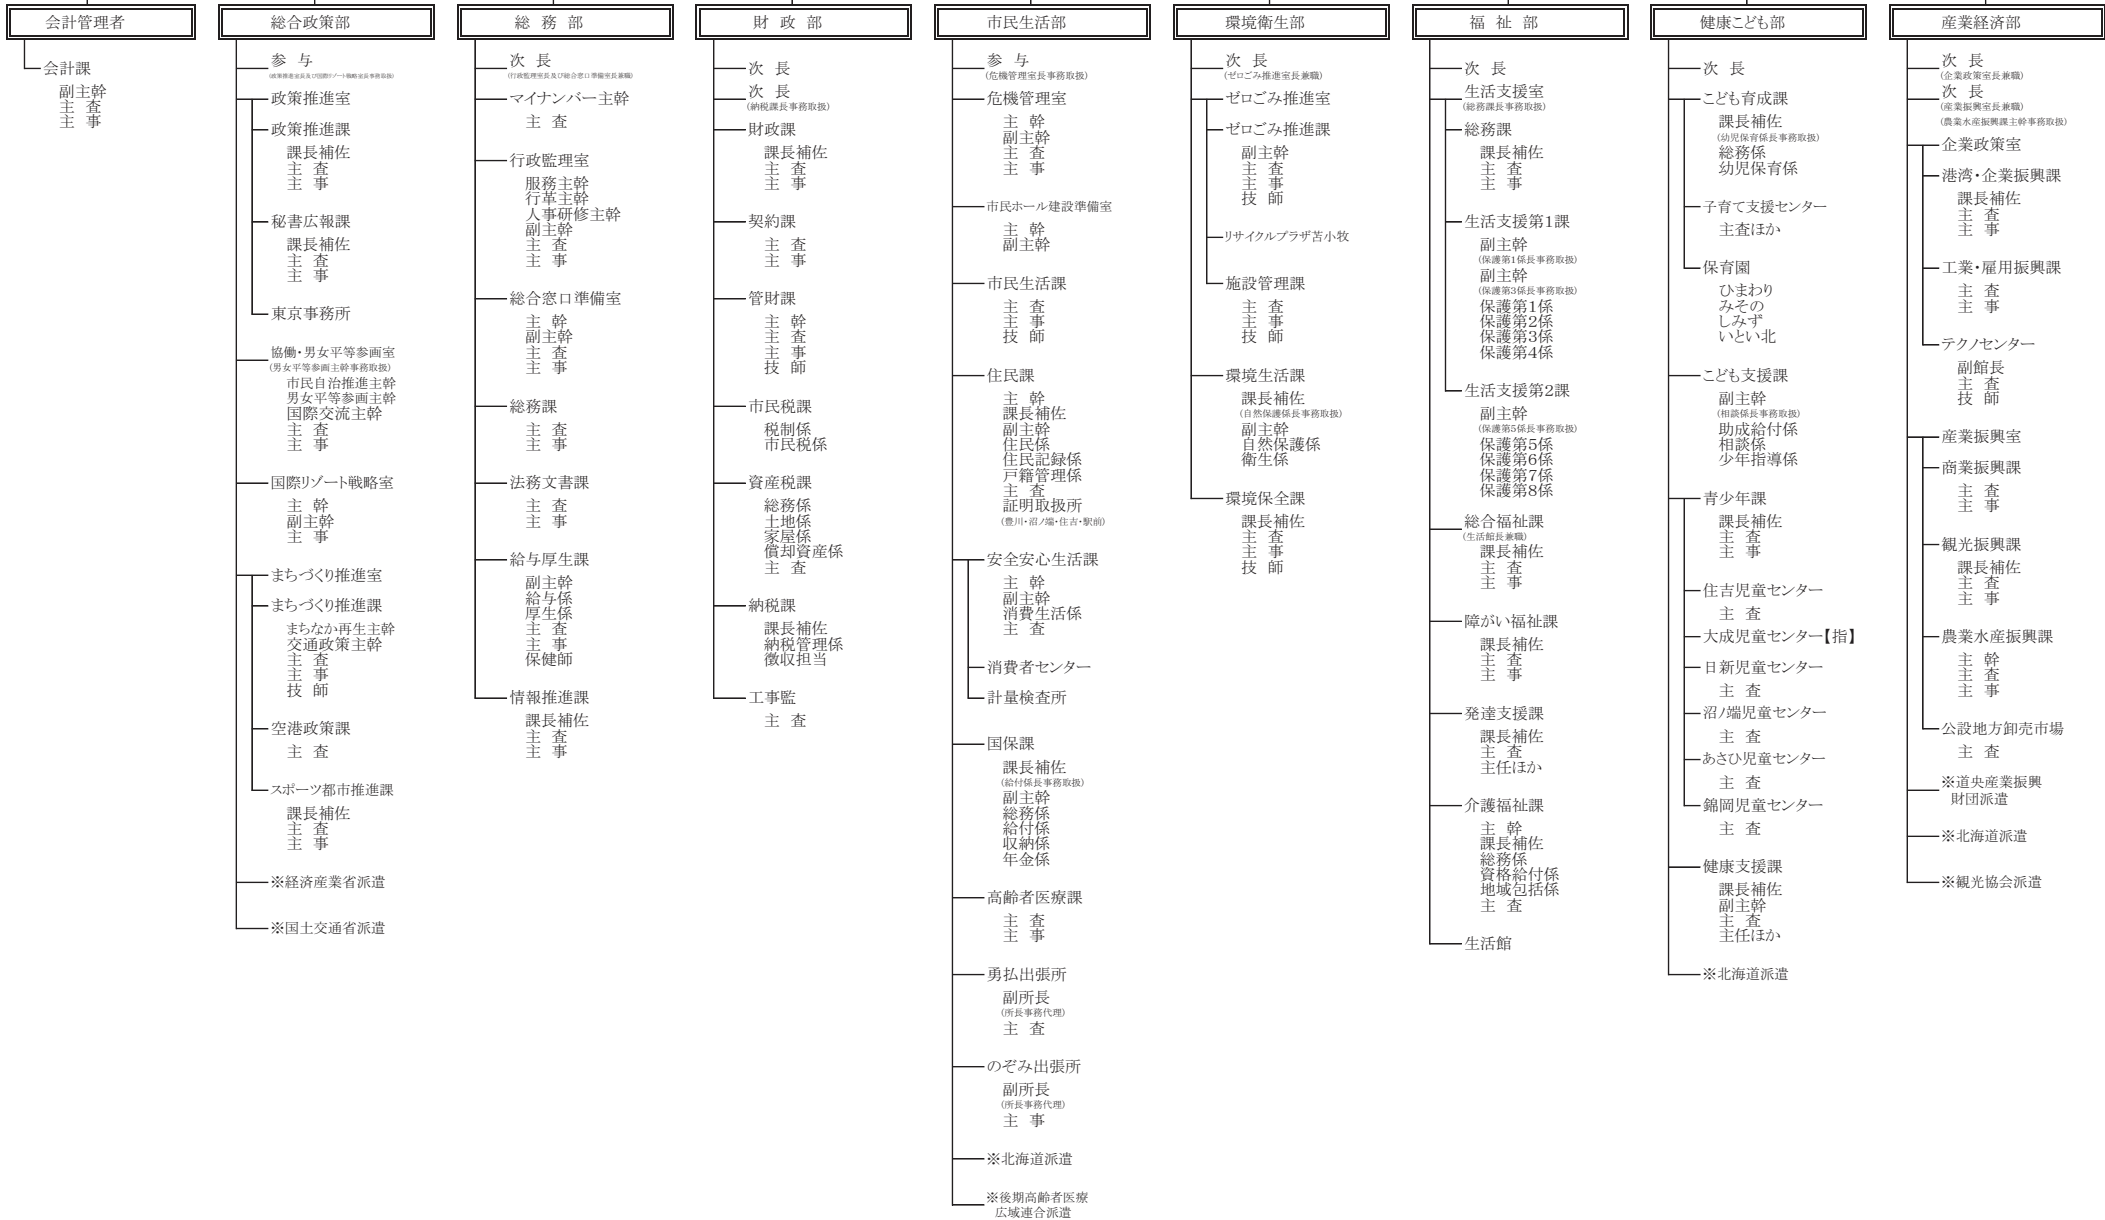 会計管理者
会計課
副主幹
主 査
主 事
総合政策部
参 与
(政策推進室長及び国際リゾート戦略室長事務取扱)
政策推進室
政策推進課
課長補佐
主 査
主 事
秘書広報課
課長補佐
主 査
主 事
東京事務所
協働・男女平等参画室
(男女平等参画主幹事務取扱)
市民自治推進主幹
男女平等参画主幹
国際交流主幹
主 査
主 事
国際リゾート戦略室
主 幹
副主幹
主 事
まちづくり推進室
まちづくり推進課
まちなか再生主幹
交通政策主幹
主 査
主 事
技 師
空港政策課
主 査
スポーツ都市推進課
課長補佐
主 査
主 事
※経済産業省派遣
※国土交通省派遣
総 務 部
次 長
(行政監理室長及び総合窓口準備室長兼職)
マイナンバー主幹
主 査
行政監理室
服務主幹
行革主幹
人事研修主幹
副主幹
主 査
主 事
総合窓口準備室
主 幹
副主幹
主 査
主 事
総務課
主 査
主 事
法務文書課
主 査
主 事
給与厚生課
副主幹
給与係
厚生係
主 査
主 事
保健師
情報推進課
課長補佐
主 査
主 事
財 政 部
次 長
次 長
(納税課長事務取扱)
財政課
課長補佐
主 査
主 事
契約課
主 査
主 事
管財課
主 幹
主 査
主 事
技 師
市民税課
税制係
市民税係
資産税課
総務係
土地係
家屋係
償却資産係
主 査
納税課
課長補佐
納税管理係
徴収担当
工事監
主 査
市民生活部
参 与
(危機管理室長事務取扱)
危機管理室
主 幹
副主幹
主 査
主 事
市民ホール建設準備室
主 幹
副主幹
市民生活課
主 査
主 事
技 師
住民課
主 幹
課長補佐
副主幹
住民係
住民記録係
戸籍管理係
主 査
証明取扱所
(豊川・沼ノ端・住吉・駅前)
安全安心生活課
主 幹
副主幹
消費生活係
主 査
消費者センター
計量検査所
国保課
課長補佐
(給付係長事務取扱)
副主幹
総務係
給付係
収納係
年金係
高齢者医療課
主 査
主 事
勇払出張所
副所長
(所長事務代理)
主 査
のぞみ出張所
副所長
(所長事務代理)
主 事
※北海道派遣
※後期高齢者医療
広域連合派遣
環境衛生部
次 長
(ゼロごみ推進室長兼職)
ゼロごみ推進室
ゼロごみ推進課
副主幹
主 査
主 事
技 師
リサイクルプラザ苫小牧
施設管理課
主 査
主 事
技 師
環境生活課
課長補佐
(自然保護係長事務取扱)
副主幹
自然保護係
衛生係
環境保全課
課長補佐
主 査
主 事
技 師
福 祉 部
次 長
生活支援室
(総務課長事務取扱)
総務課
課長補佐
主 査
主 事
生活支援第1課
副主幹
(保護第1係長事務取扱)
副主幹
(保護第3係長事務取扱)
保護第1係
保護第2係
保護第3係
保護第4係
生活支援第2課
副主幹
(保護第5係長事務取扱)
保護第5係
保護第6係
保護第7係
保護第8係
総合福祉課
(生活館長兼職)
課長補佐
主 査
主 事
障がい福祉課
課長補佐
主 査
主 事
発達支援課
課長補佐
主 査
主任ほか
介護福祉課
主 幹
課長補佐
総務係
資格給付係
地域包括係
主 査
生活館
健康こども部
次 長
こども育成課
課長補佐
(幼児保育係長事務取扱)
総務係
幼児保育係
子育て支援センター
主査ほか
保育園
ひまわり
みその
しみず
いとい北
こども支援課
副主幹
(相談係長事務取扱)
助成給付係
相談係
少年指導係
青少年課
課長補佐
主 査
主 事
住吉児童センター
主 査
大成児童センター【指】
日新児童センター
主 査
沼ノ端児童センター
主 査
あさひ児童センター
主 査
錦岡児童センター
主 査
健康支援課
課長補佐
副主幹
主 査
主任ほか
※北海道派遣
産業経済部
次 長
(企業政策室長兼職)
次 長
(産業振興室長兼職)
(農業水産振興課主幹事務取扱)
企業政策室
港湾・企業振興課
課長補佐
主 査
主 事
工業・雇用振興課
主 査
主 事
テクノセンター
副館長
主 査
技 師
産業振興室
商業振興課
主 査
主 事
観光振興課
課長補佐
主 査
主 事
農業水産振興課
主 幹
主 査
主 事
公設地方卸売市場
主 査
※道央産業振興
財団派遣
※北海道派遣
※観光協会派遣